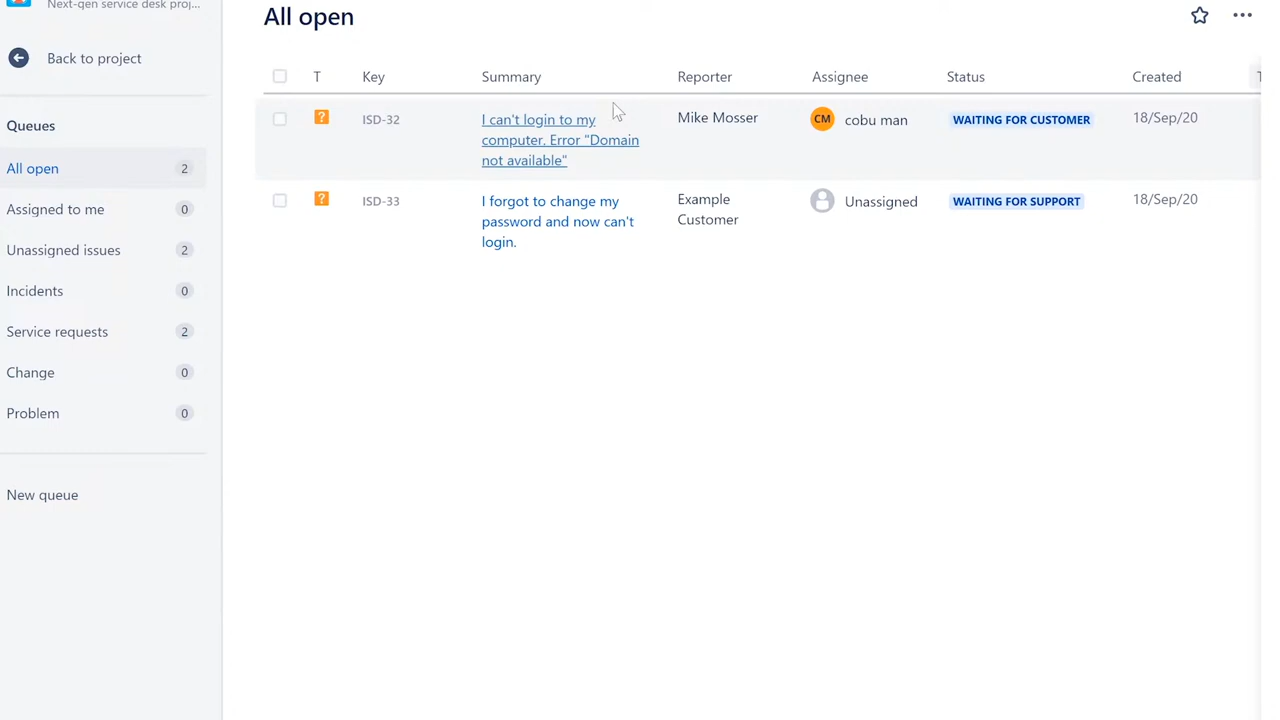 Next-gen service desk proj...
Back to project
Queues
All open 2
Assigned to me 0
Unassigned issues 2
Incidents 0
Service requests 2
Change 0
Problem 0
New queue
All open
T Key Summary Reporter Assignee Status Created
? ISD-32 I can't login to my Mike Mosser CM cobu man WAITING FOR CUSTOMER 18/Sep/20
computer. Error "Domain
not available"
? ISD-33 I forgot to change my Example Unassigned WAITING FOR SUPPORT 18/Sep/20
password and now can't Customer
login.